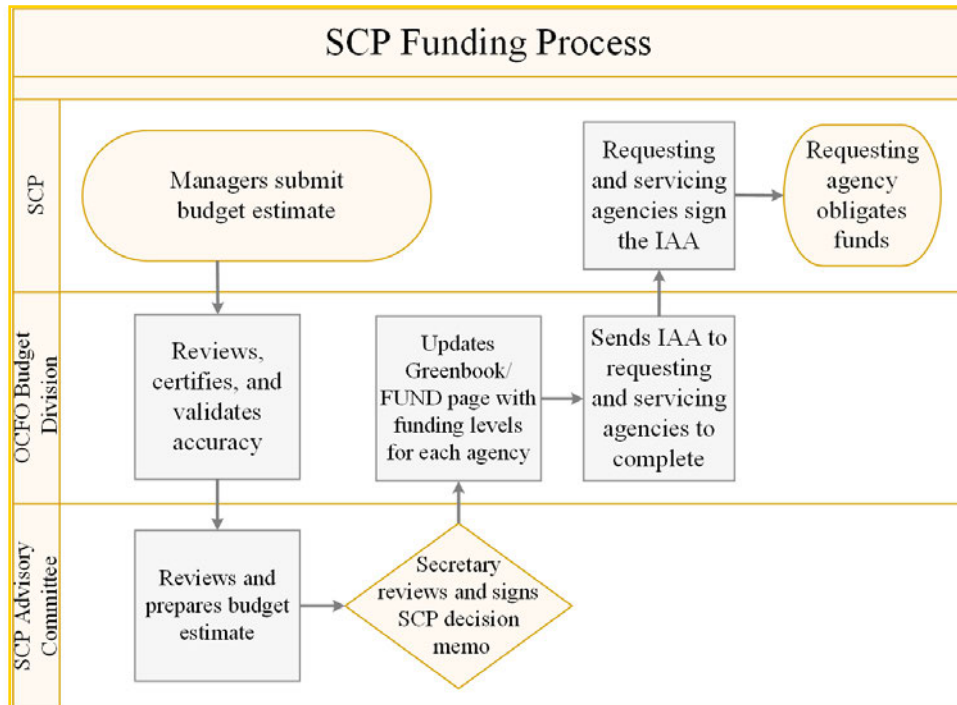 SCP Funding Process
SCP
Managers submit
budget estimate
Requesting
and servicing
agencies sign
the IAA
Requesting
agency
obligates
funds
OCFO Budget
Division
Reviews,
certifies, and
validates
accuracy
Updates
Greenbook/
FUND page with
funding levels
for each agency
Sends IAA to
requesting
and servicing
agencies to
complete
SCP Advisory
Committee
Reviews and
prepares budget
estimate
Secretary
reviews and signs
SCP decision
memo